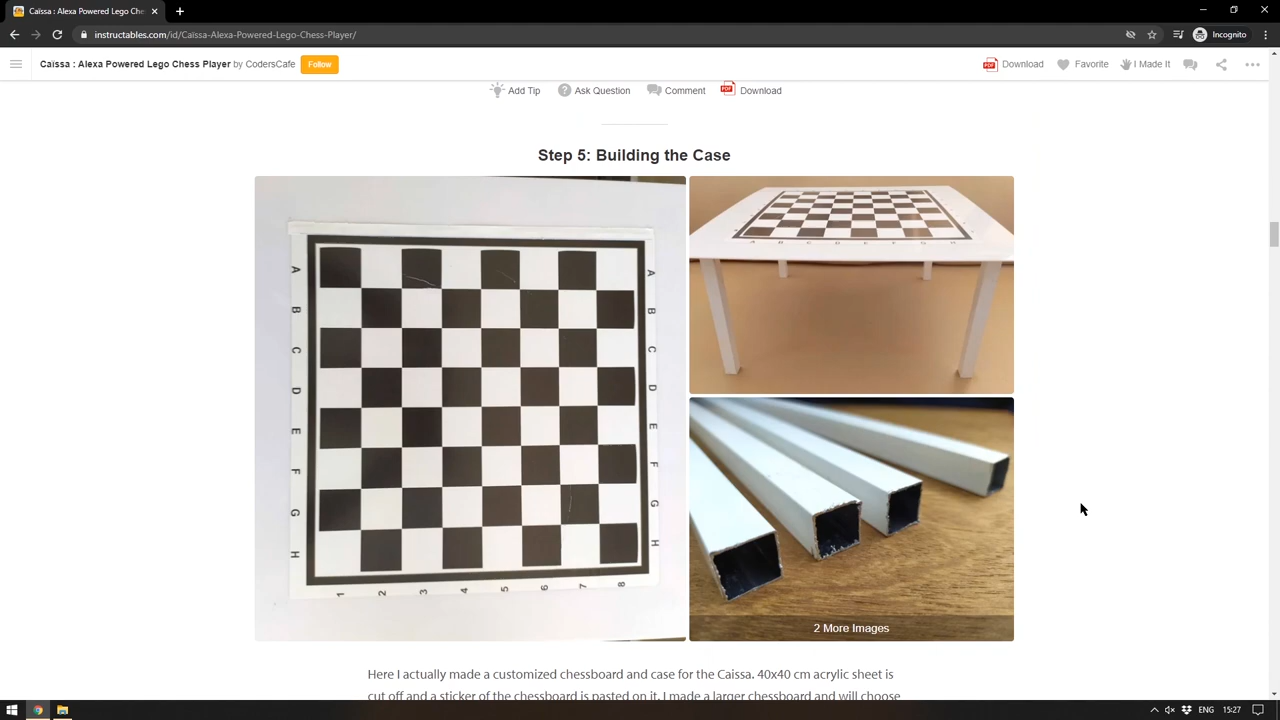 Caïssa : Alexa Powered Lego Che
instructables.com/id/Caïssa-Alexa-Powered-Lego-Chess-Player/
Incognito
Caïssa : Alexa Powered Lego Chess Player by CodersCafe
Follow
Download
Favorite
I Made It
Add Tip
Ask Question
Comment
Download
Step 5: Building the Case
A
B
C
D
E
F
G
H
A
B
C
D
E
F
G
H
1 2 3 4 5 6 7 8
A B C D E F G H
2 More Images
Here I actually made a customized chessboard and case for the Caissa. 40x40 cm acrylic sheet is
cut off and a sticker of the chessboard is pasted on it. I made a larger chessboard and will choose
ENG
15:27